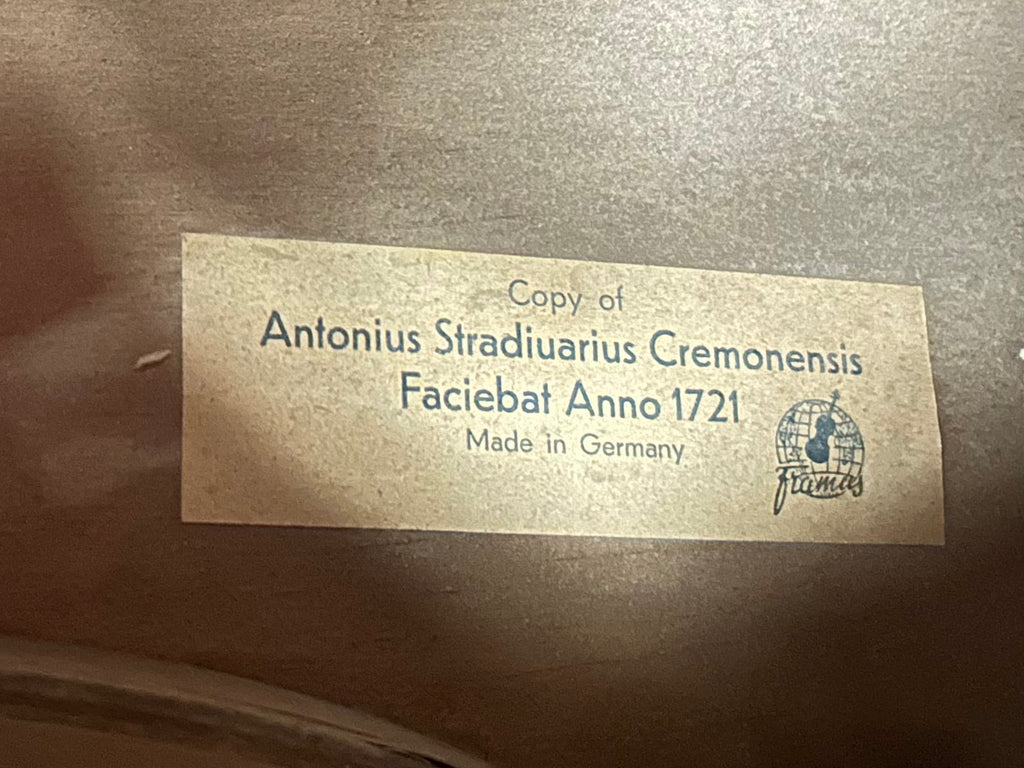 Copy of
Antonius Stradiuarius Cremonensis
Faciebat Anno 1721
Made in Germany
framus